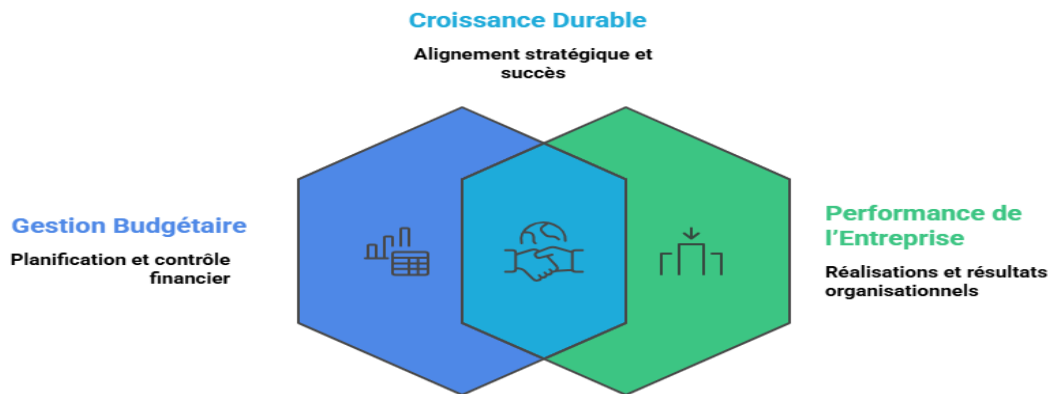 Croissance Durable
Alignement stratégique et
succès
Gestion Budgétaire
Planification et contrôle
financier
Performance de
l'Entreprise
Réalisations et résultats
organisationnels